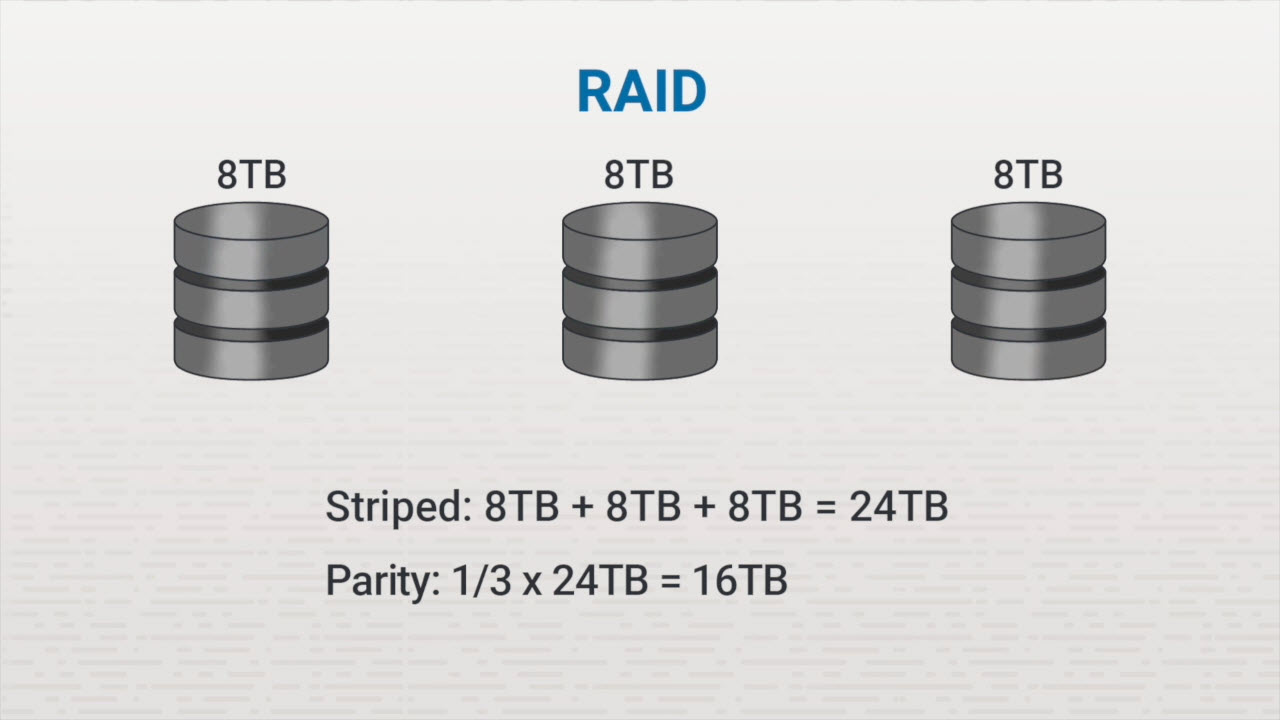 RAID
8TB 8TB 8TB
Striped: 8TB + 8TB + 8TB = 24TB
Parity: 1/3 x 24TB = 16TB